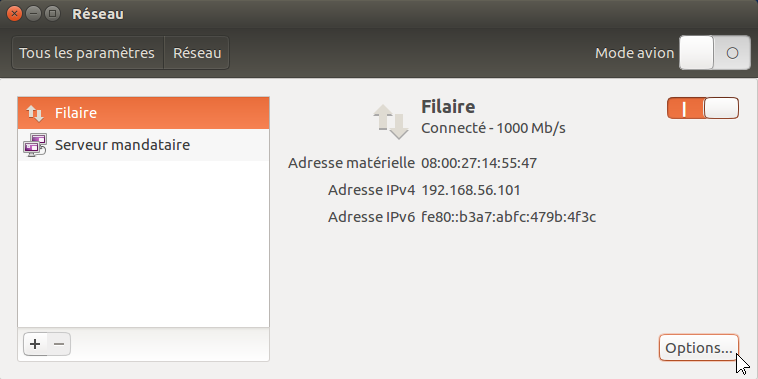 Réseau
Tous les paramètres Réseau Mode avion
Filaire
Serveur mandataire
Filaire
Connecté - 1000 Mb/s
Adresse matérielle 08:00:27:14:55:47
Adresse IPv4 192.168.56.101
Adresse IPv6 fe80::b3a7:abfc:479b:4f3c
Options...